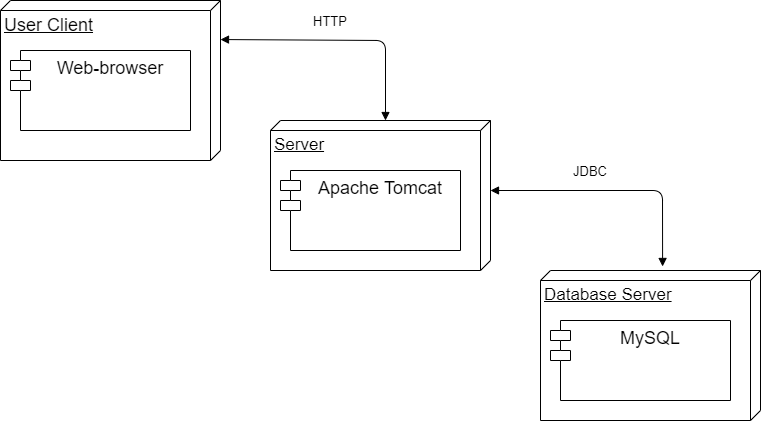 User Client
HTTP
Web-browser
Server
Apache Tomcat
JDBC
Database Server
MySQL